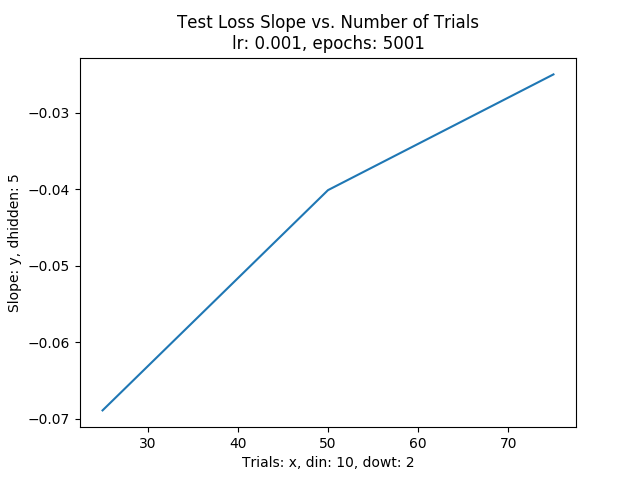 Test Loss Slope vs. Number of Trials
lr: 0.001, epochs: 5001
Slope: y, dhidden: 5
−0.03
−0.04
−0.05
−0.06
−0.07
30 40 50 60 70
Trials: x, din: 10, dowt: 2